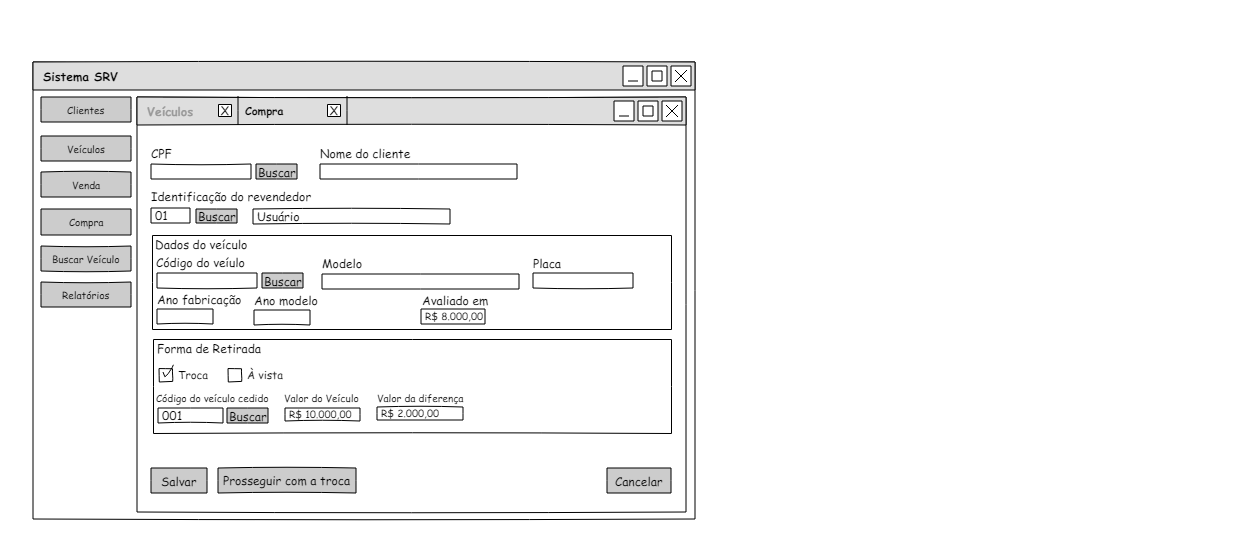 Sistema SRV
Clientes
Veículos
Venda
Compra
Buscar Veículo
Relatórios
Veículos X Compra X
CPF Nome do cliente
Buscar
Identificação do revendedor
01 Buscar Usuário
Dados do veículo
Código do veíulo Modelo Placa
Buscar
Ano fabricação Ano modelo Avaliado em
R$ 8.000,00
Forma de Retirada
Troca À vista
Código do veículo cedido Valor do Veículo Valor da diferença
001 Buscar R$ 10.000,00 R$ 2.000,00
Salvar Prosseguir com a troca Cancelar